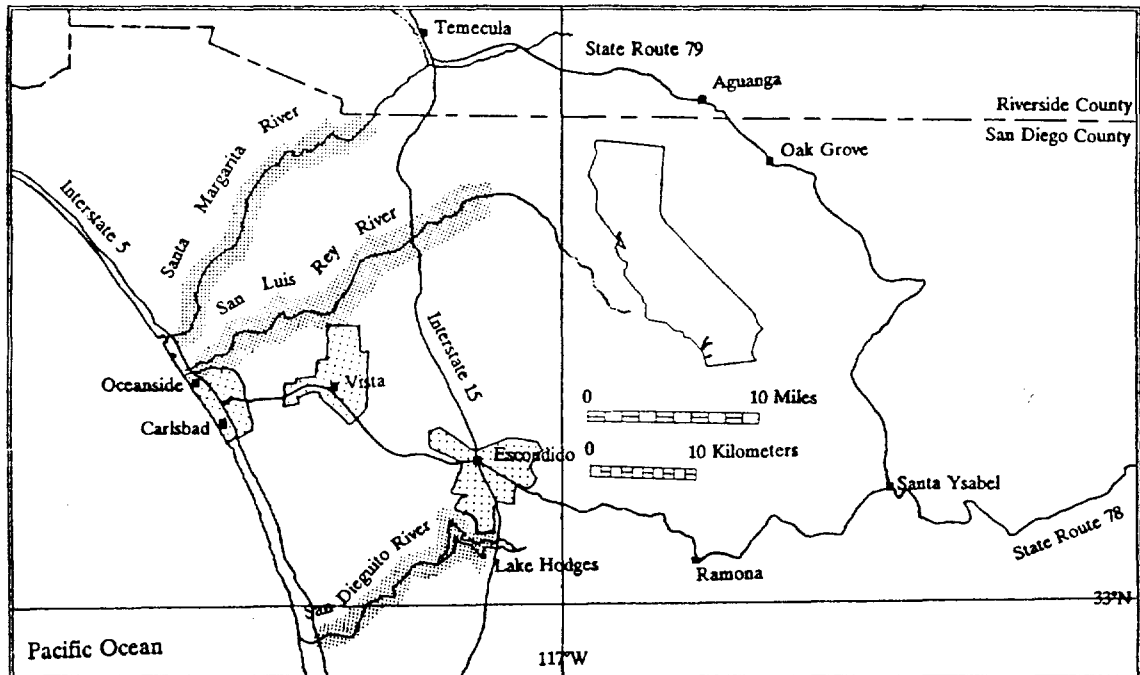 Temecula
State Route 79
Aguanga
Riverside County
San Diego County
Oak Grove
Santa Margarita River
Interstate 5
San Luis Rey River
Interstate 15
Oceanside
Vista
Carlsbad
0 10 Miles
0 10 Kilometers
Escondido
Santa Ysabel
State Route 78
San Dieguito River
Lake Hodges
Ramona
33°N
Pacific Ocean
117°W